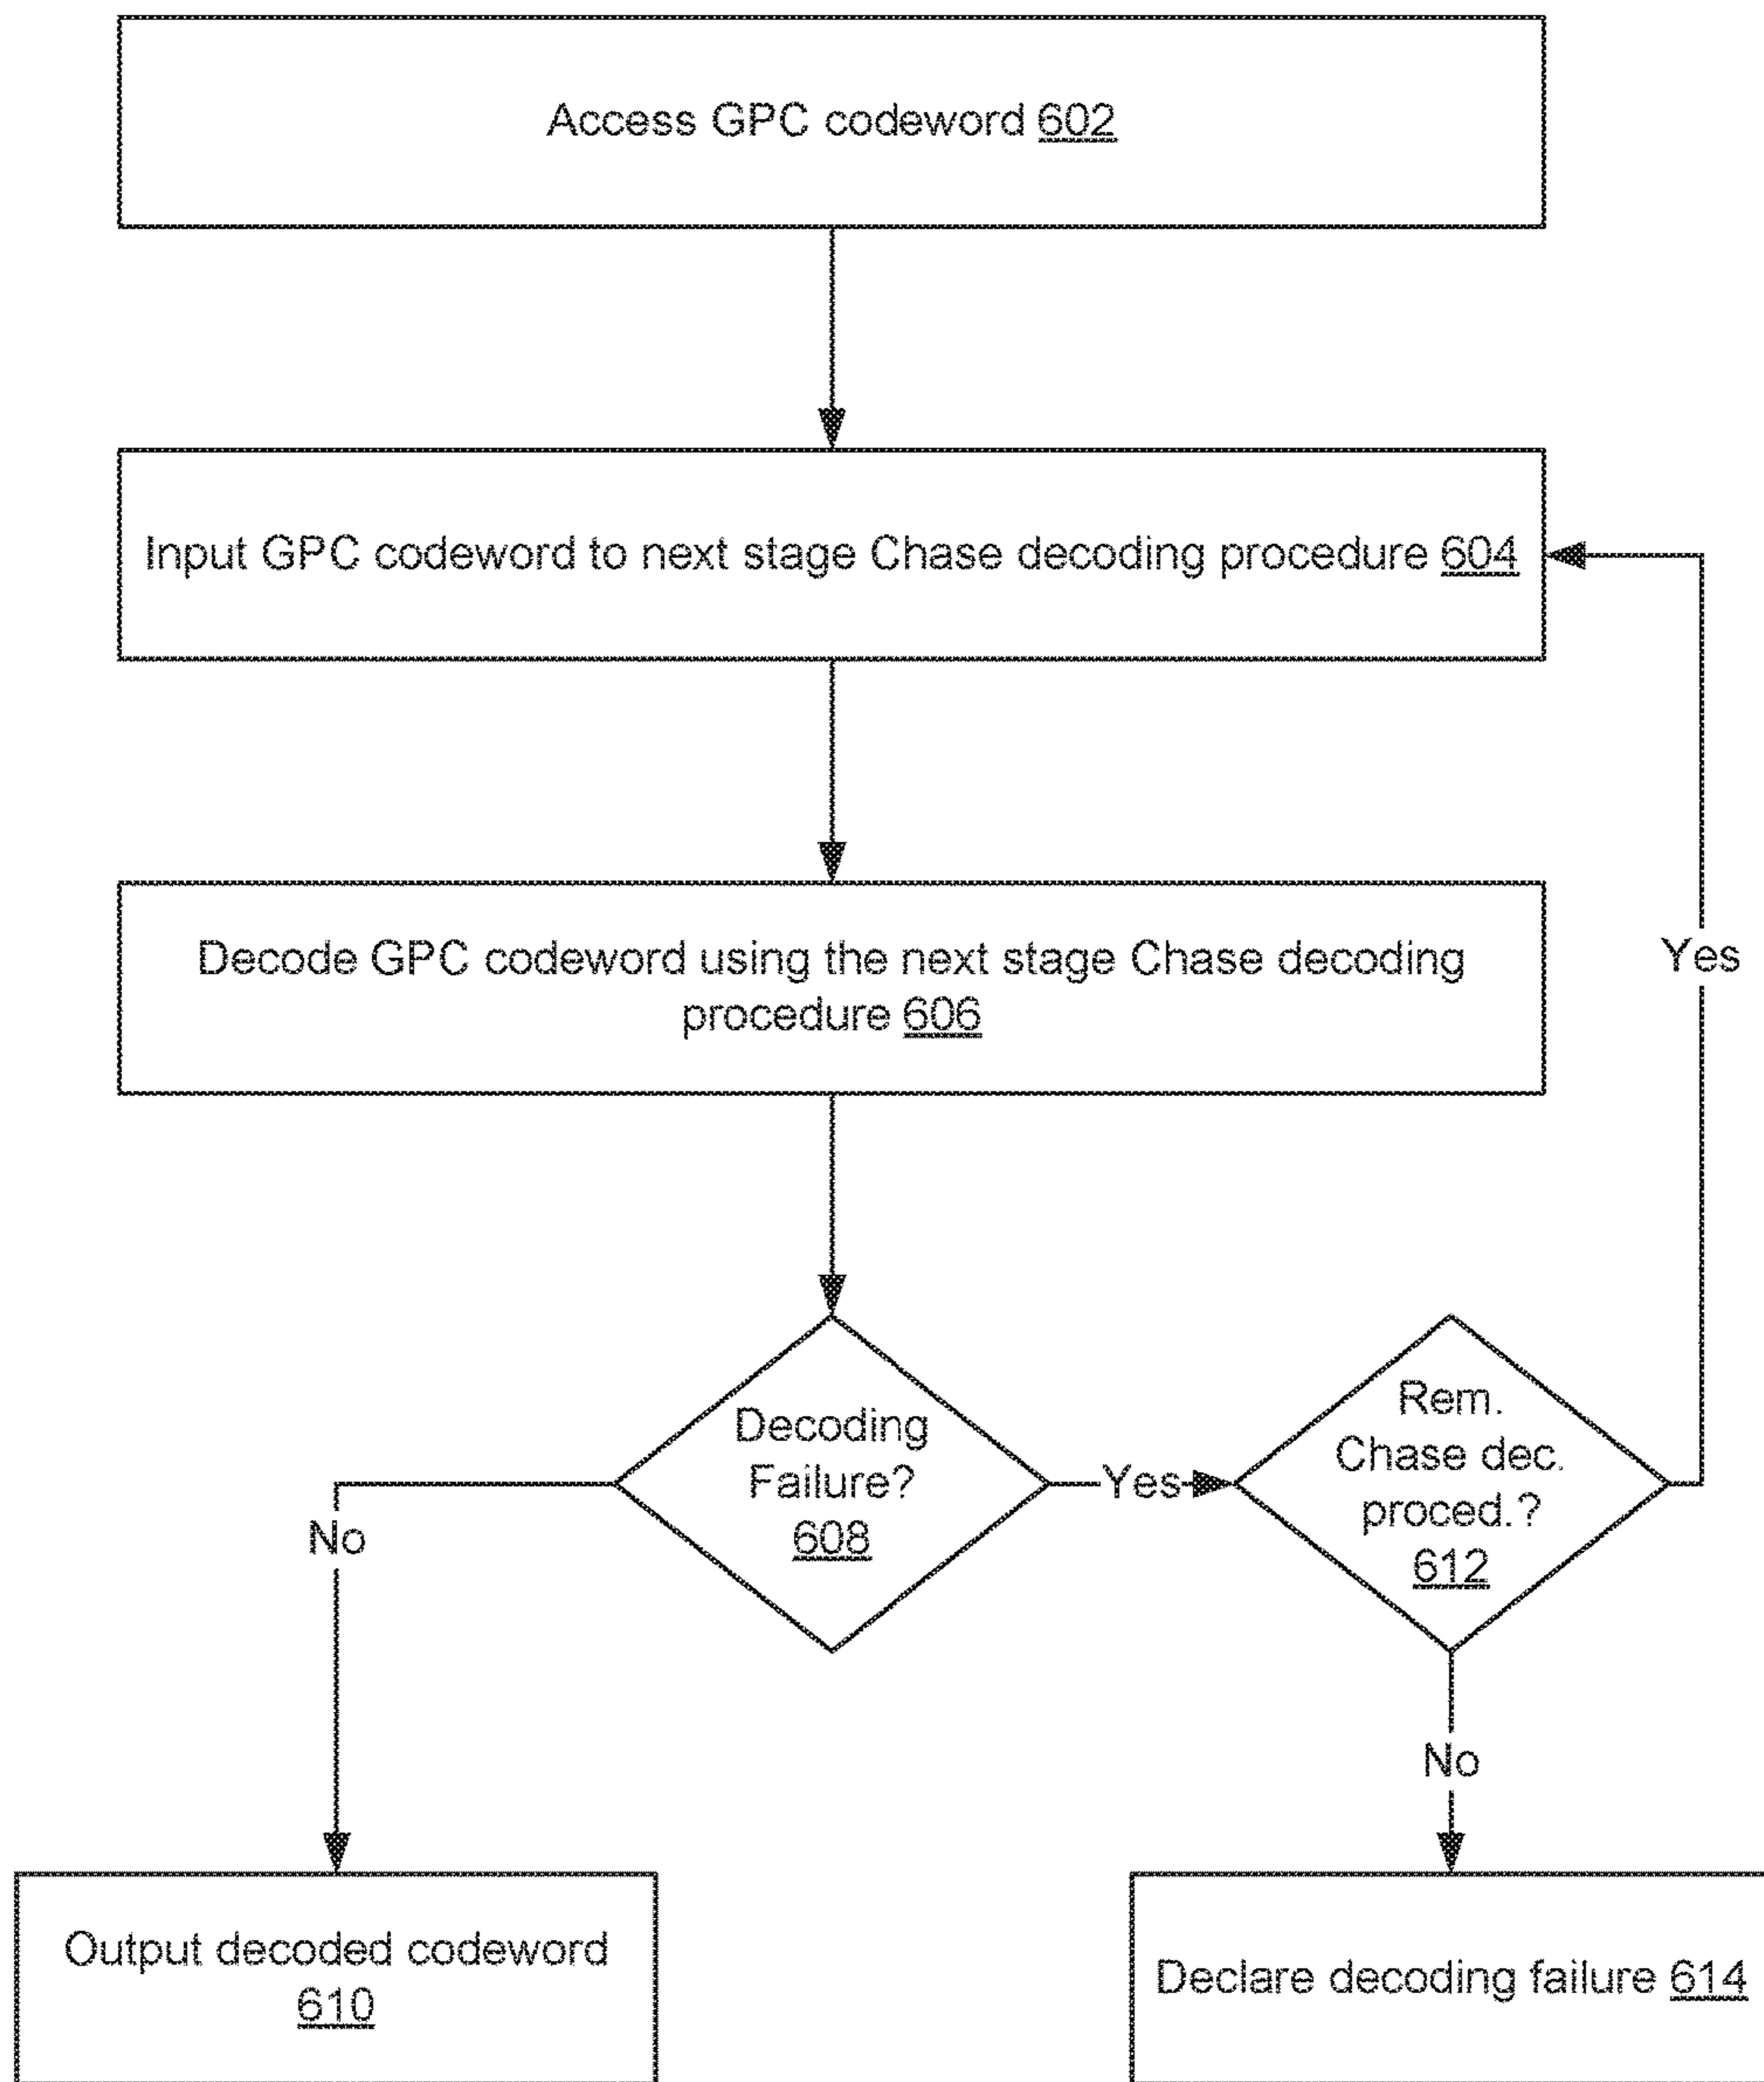 Access GPC codeword 602
Input GPC codeword to next stage Chase decoding procedure 604
Decode GPC codeword using the next stage Chase decoding
procedure 606
Yes
Decoding
Failure?
608
Yes
Rem.
Chase dec.
proced.?
612
No
No
Output decoded codeword
610
Declare decoding failure 614